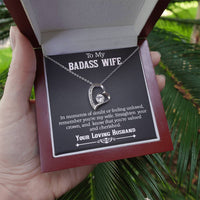 To My
BADASS WIFE
In moments of doubt or feeling unloved,
remember you're my wife. Straighten your
crown, and know that you're valued
and cherished.
Your Loving Husband